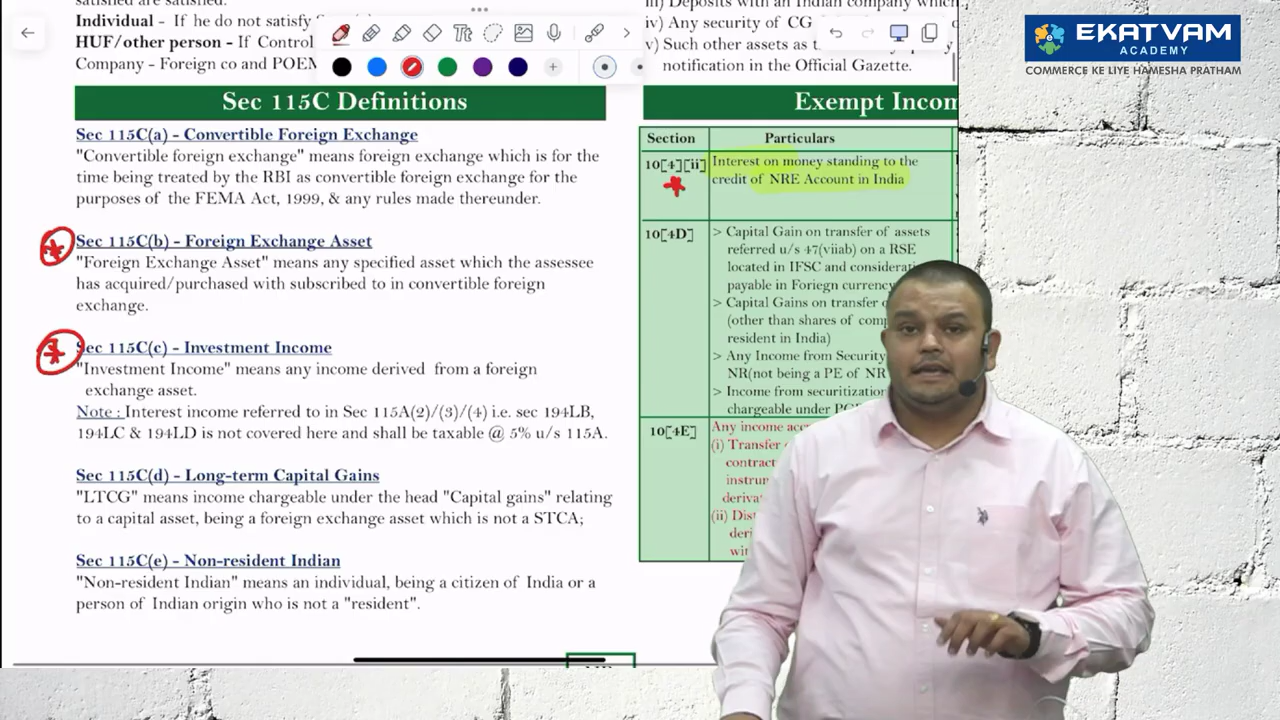 satisfied are satisfied.
Individual - If he do not satisfy
HUF/other person - If Control
Company - Foreign co and POEM
Sec 115C Definitions
Sec 115C(a) - Convertible Foreign Exchange
"Convertible foreign exchange" means foreign exchange which is for the
time being treated by the RBI as convertible foreign exchange for the
purposes of the FEMA Act, 1999, & any rules made thereunder.
Sec 115C(b) - Foreign Exchange Asset
"Foreign Exchange Asset" means any specified asset which the assessee
has acquired/purchased with subscribed to in convertible foreign
exchange.
Sec 115C(c) - Investment Income
"Investment Income" means any income derived from a foreign
exchange asset.
Note : Interest income referred to in Sec 115A(2)/(3)/(4) i.e. sec 194LB,
194LC & 194LD is not covered here and shall be taxable @ 5% u/s 115A.
Sec 115C(d) - Long-term Capital Gains
"LTCG" means income chargeable under the head "Capital gains" relating
to a capital asset, being a foreign exchange asset which is not a STCA;
Sec 115C(e) - Non-resident Indian
"Non-resident Indian" means an individual, being a citizen of India or a
person of Indian origin who is not a "resident".
iii) Deposits with an Indian company which
iv) Any security of CG
v) Such other assets as
notification in the Official Gazette.
Exempt Incom
Section Particulars
10[4][ii] Interest on money standing to the
credit of NRE Account in India
10[4D] > Capital Gain on transfer of assets
referred u/s 47(viiab) on a RSE
located in IFSC and considerati
payable in Foriegn currency
> Capital Gains on transfer
(other than shares of comp
resident in India)
> Any Income from Security
NR(not being a PE of NR
> Income from securitization
chargeable under PG
10[4E] Any income acc
(i) Transfer
contract
instrum
deriva
(ii) Dist
deri
wit
EKATVAM
ACADEMY
COMMERCE KE LIYE HAMESHA PRATHAM